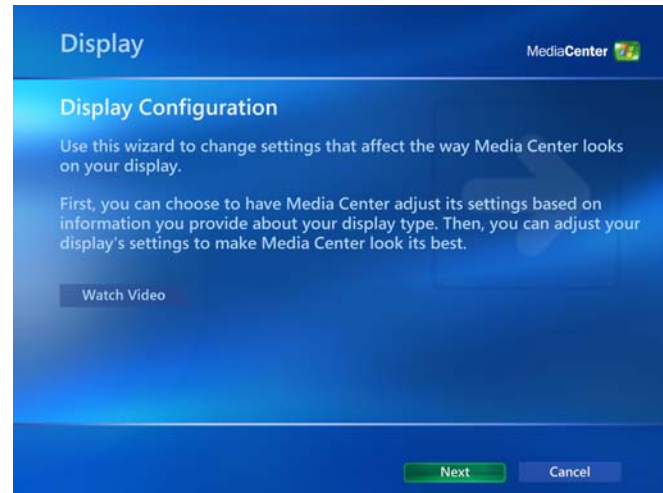 Display
MediaCenter
Display Configuration
Use this wizard to change settings that affect the way Media Center looks
on your display.
First, you can choose to have Media Center adjust its settings based on
information you provide about your display type. Then, you can adjust your
display's settings to make Media Center look its best.
Watch Video
Next
Cancel